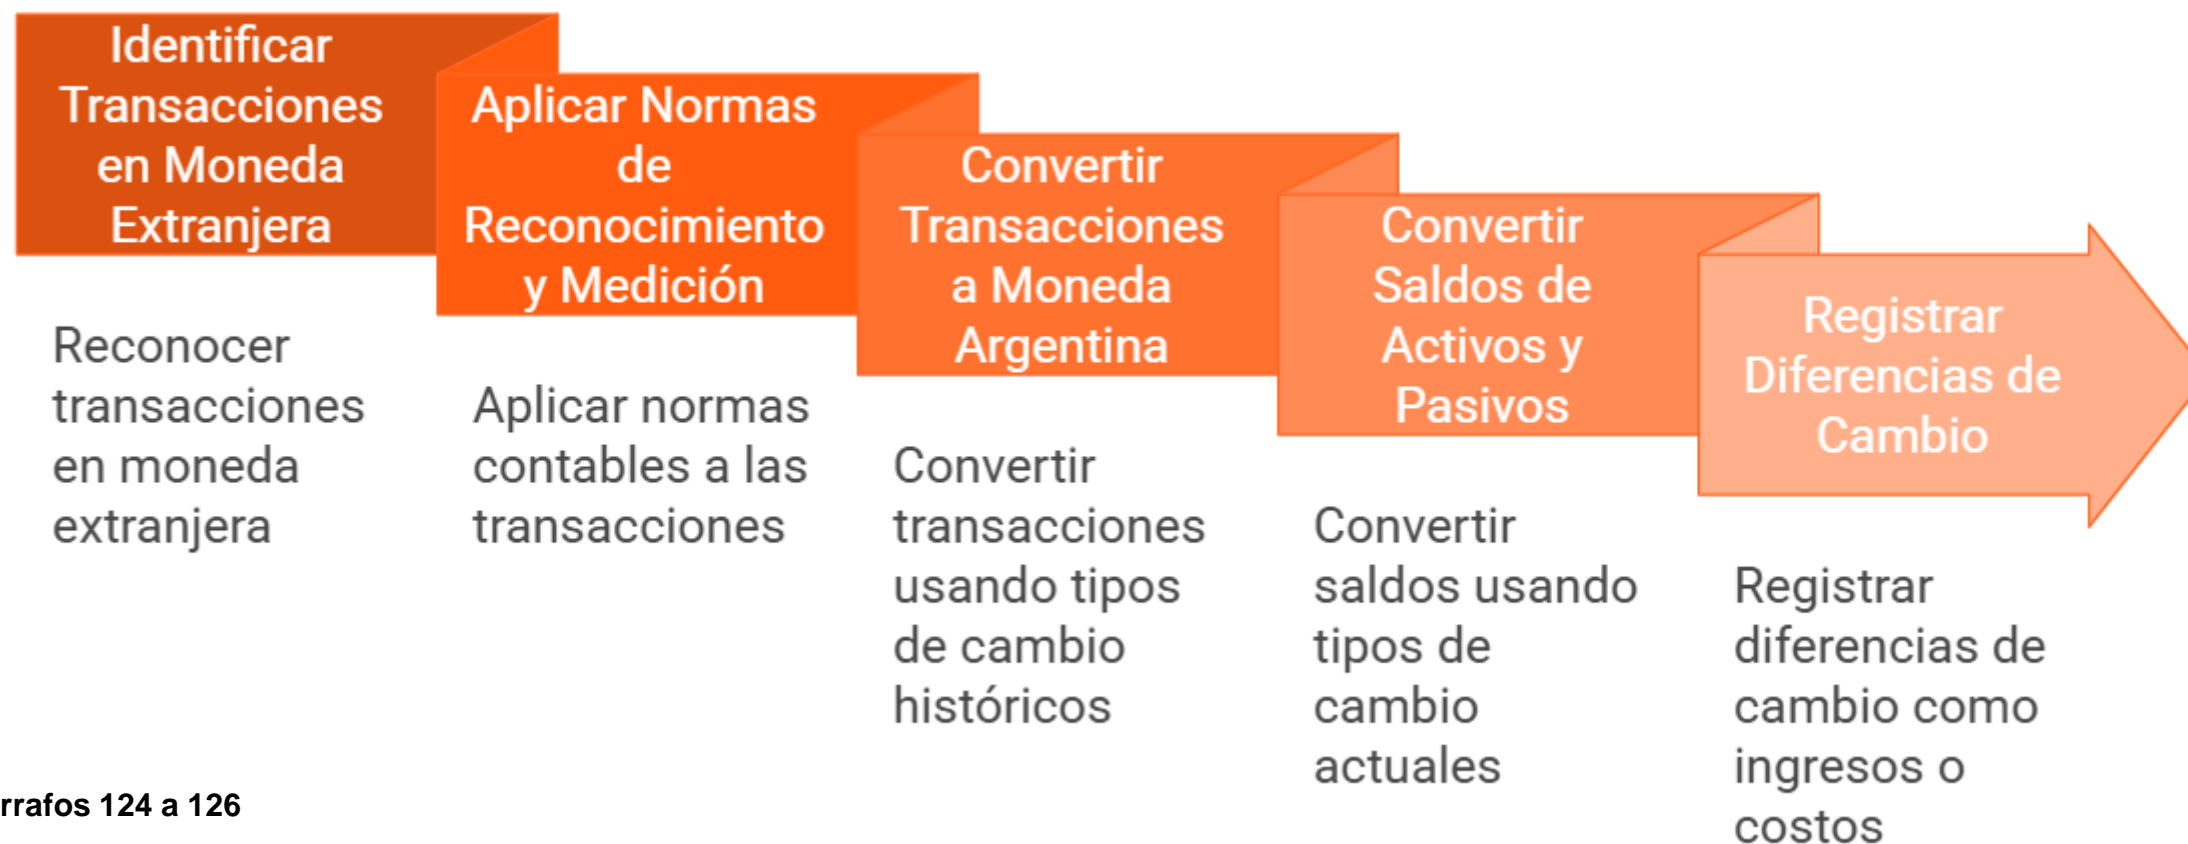 Identificar
Transacciones
en Moneda
Extranjera
Reconocer
transacciones
en moneda
extranjera
Aplicar Normas
de
Reconocimiento
y Medición
Aplicar normas
contables a las
transacciones
Convertir
Transacciones
a Moneda
Argentina
Convertir
transacciones
usando tipos
de cambio
históricos
Convertir
Saldos de
Activos y
Pasivos
Convertir
saldos usando
tipos de
cambio
actuales
Registrar
Diferencias de
Cambio
Registrar
diferencias de
cambio como
ingresos o
costos
rrafos 124 a 126